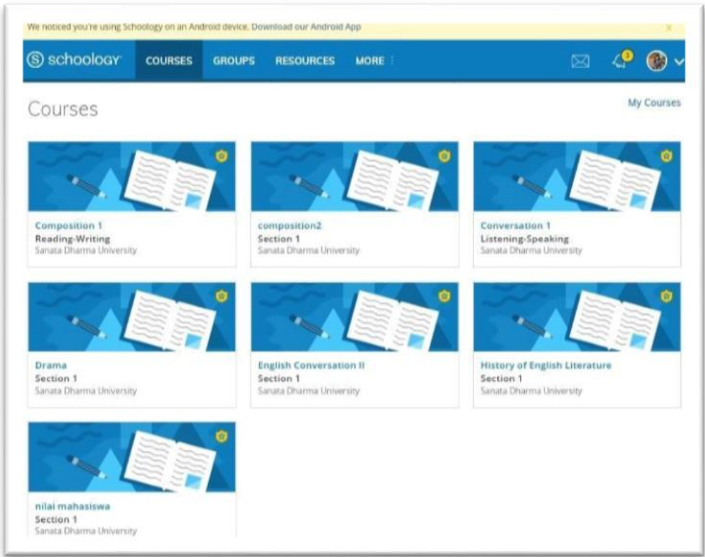 We noticed you're using Schoology on an Android device. Download our Android App ×
S schoology COURSES GROUPS RESOURCES MORE
3
Courses
My Courses
Composition 1
Reading-Writing
Sanata Dharma University
composition2
Section 1
Sanata Dharma University
Conversation 1
Listening-Speaking
Sanata Dharma University
Drama
Section 1
Sanata Dharma University
English Conversation II
Section 1
Sanata Dharma University
History of English Literature
Section 1
Sanata Dharma University
nilai mahasiswa
Section 1
Sanata Dharma University